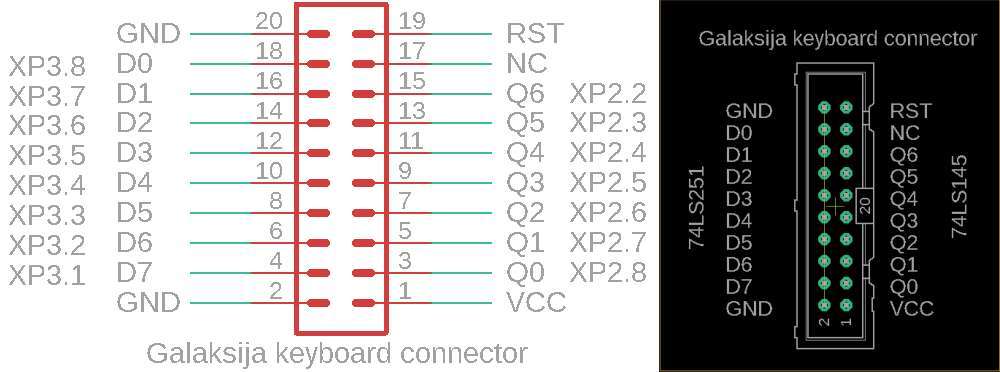 GND 20 19 RST
XP3.8 D0 18 17 NC
XP3.7 D1 16 15 Q6 XP2.2
XP3.6 D2 14 13 Q5 XP2.3
XP3.5 D3 12 11 Q4 XP2.4
XP3.4 D4 10 9 Q3 XP2.5
XP3.3 D5 8 7 Q2 XP2.6
XP3.2 D6 6 5 Q1 XP2.7
XP3.1 D7 4 3 Q0 XP2.8
GND 2 1 VCC
Galaksija keyboard connector
Galaksija keyboard connector
GND RST
D0 NC
D1 Q6
D2 Q5
D3 Q4
D4 Q3
D5 Q2
D6 Q1
D7 Q0
GND VCC
74LS251
20
74LS145
2 1